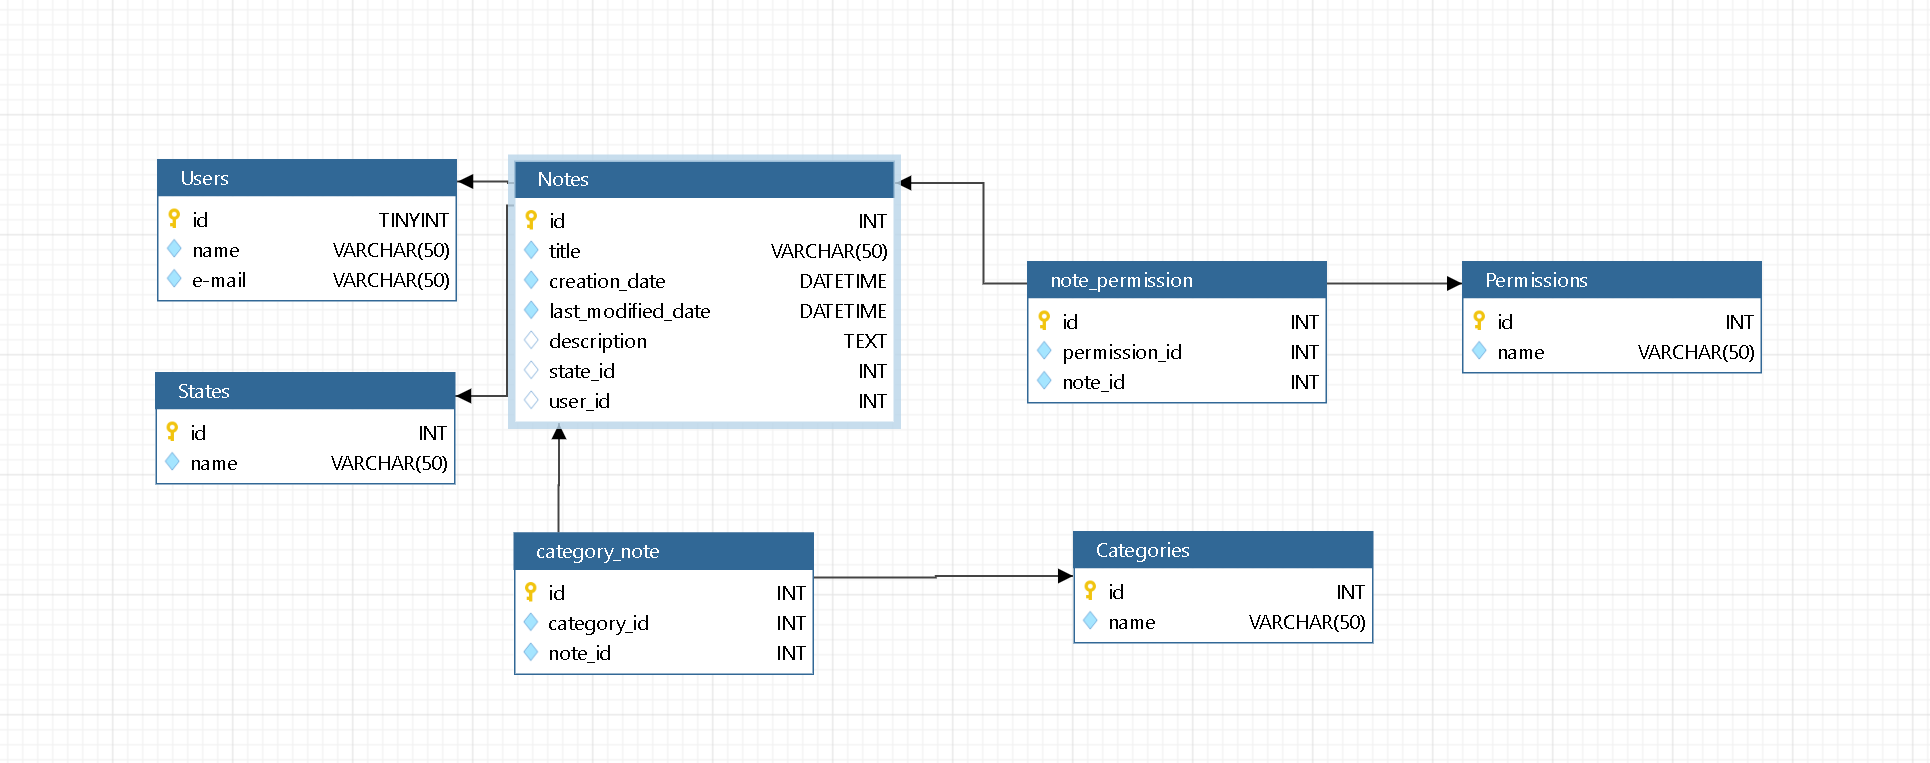 Users
id TINYINT
name VARCHAR(50)
e-mail VARCHAR(50)
Notes
id INT
title VARCHAR(50)
creation_date DATETIME
last_modified_date DATETIME
description TEXT
state_id INT
user_id INT
note_permission
id INT
permission_id INT
note_id INT
Permissions
id INT
name VARCHAR(50)
States
id INT
name VARCHAR(50)
category_note
id INT
category_id INT
note_id INT
Categories
id INT
name VARCHAR(50)